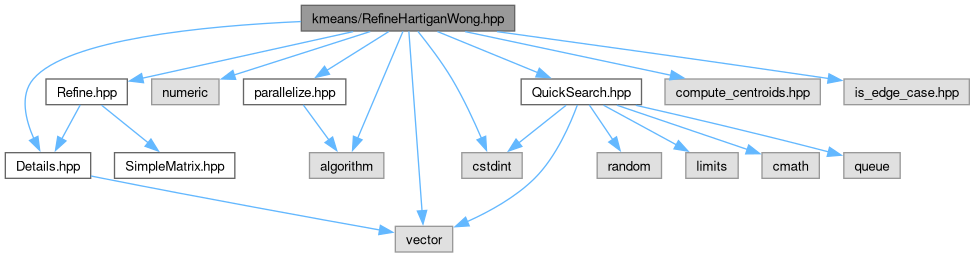 kmeans/RefineHartiganWong.hpp
Refine.hpp
numeric
parallelize.hpp
QuickSearch.hpp
compute_centroids.hpp
is_edge_case.hpp
Details.hpp
SimpleMatrix.hpp
algorithm
cstdint
random
limits
cmath
queue
vector